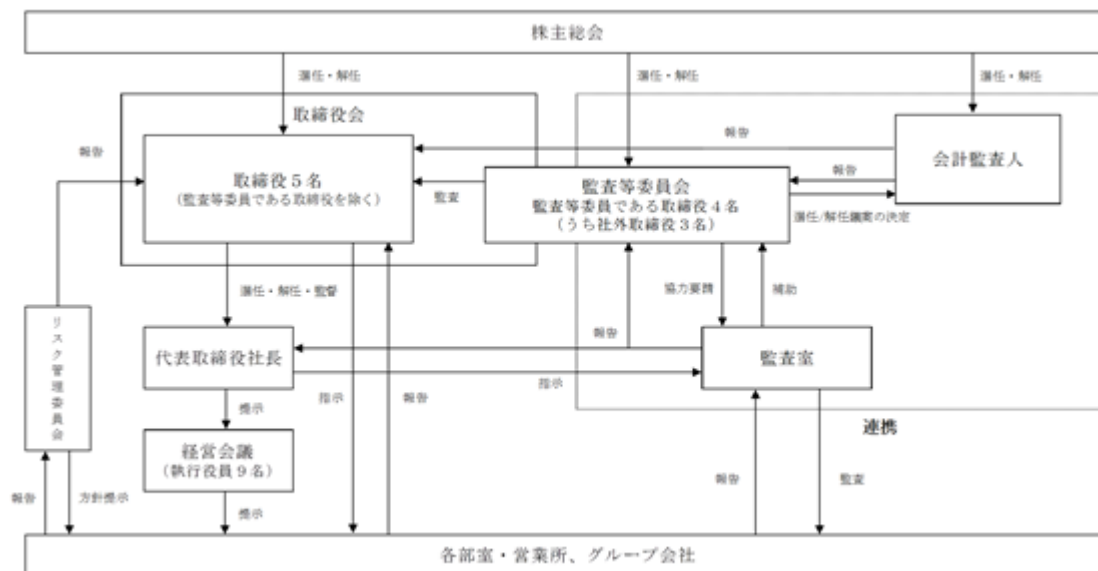 株主総会
選任・解任
選任・解任
選任・解任
取締役会
報告
取締役５名
(監査等委員である取締役を除く)
監査
監査等委員会
監査等委員である取締役４名
(うち社外取締役３名)
報告
報告
会計監査人
選任/解任議案の決定
選任・解任・監督
協力要請
補助
リスク管理委員会
代表取締役社長
報告
監査室
指示
提示
指示
報告
連携
経営会議
(執行役員９名)
報告
方針提示
提示
報告
監査
各部室・営業所、グループ会社